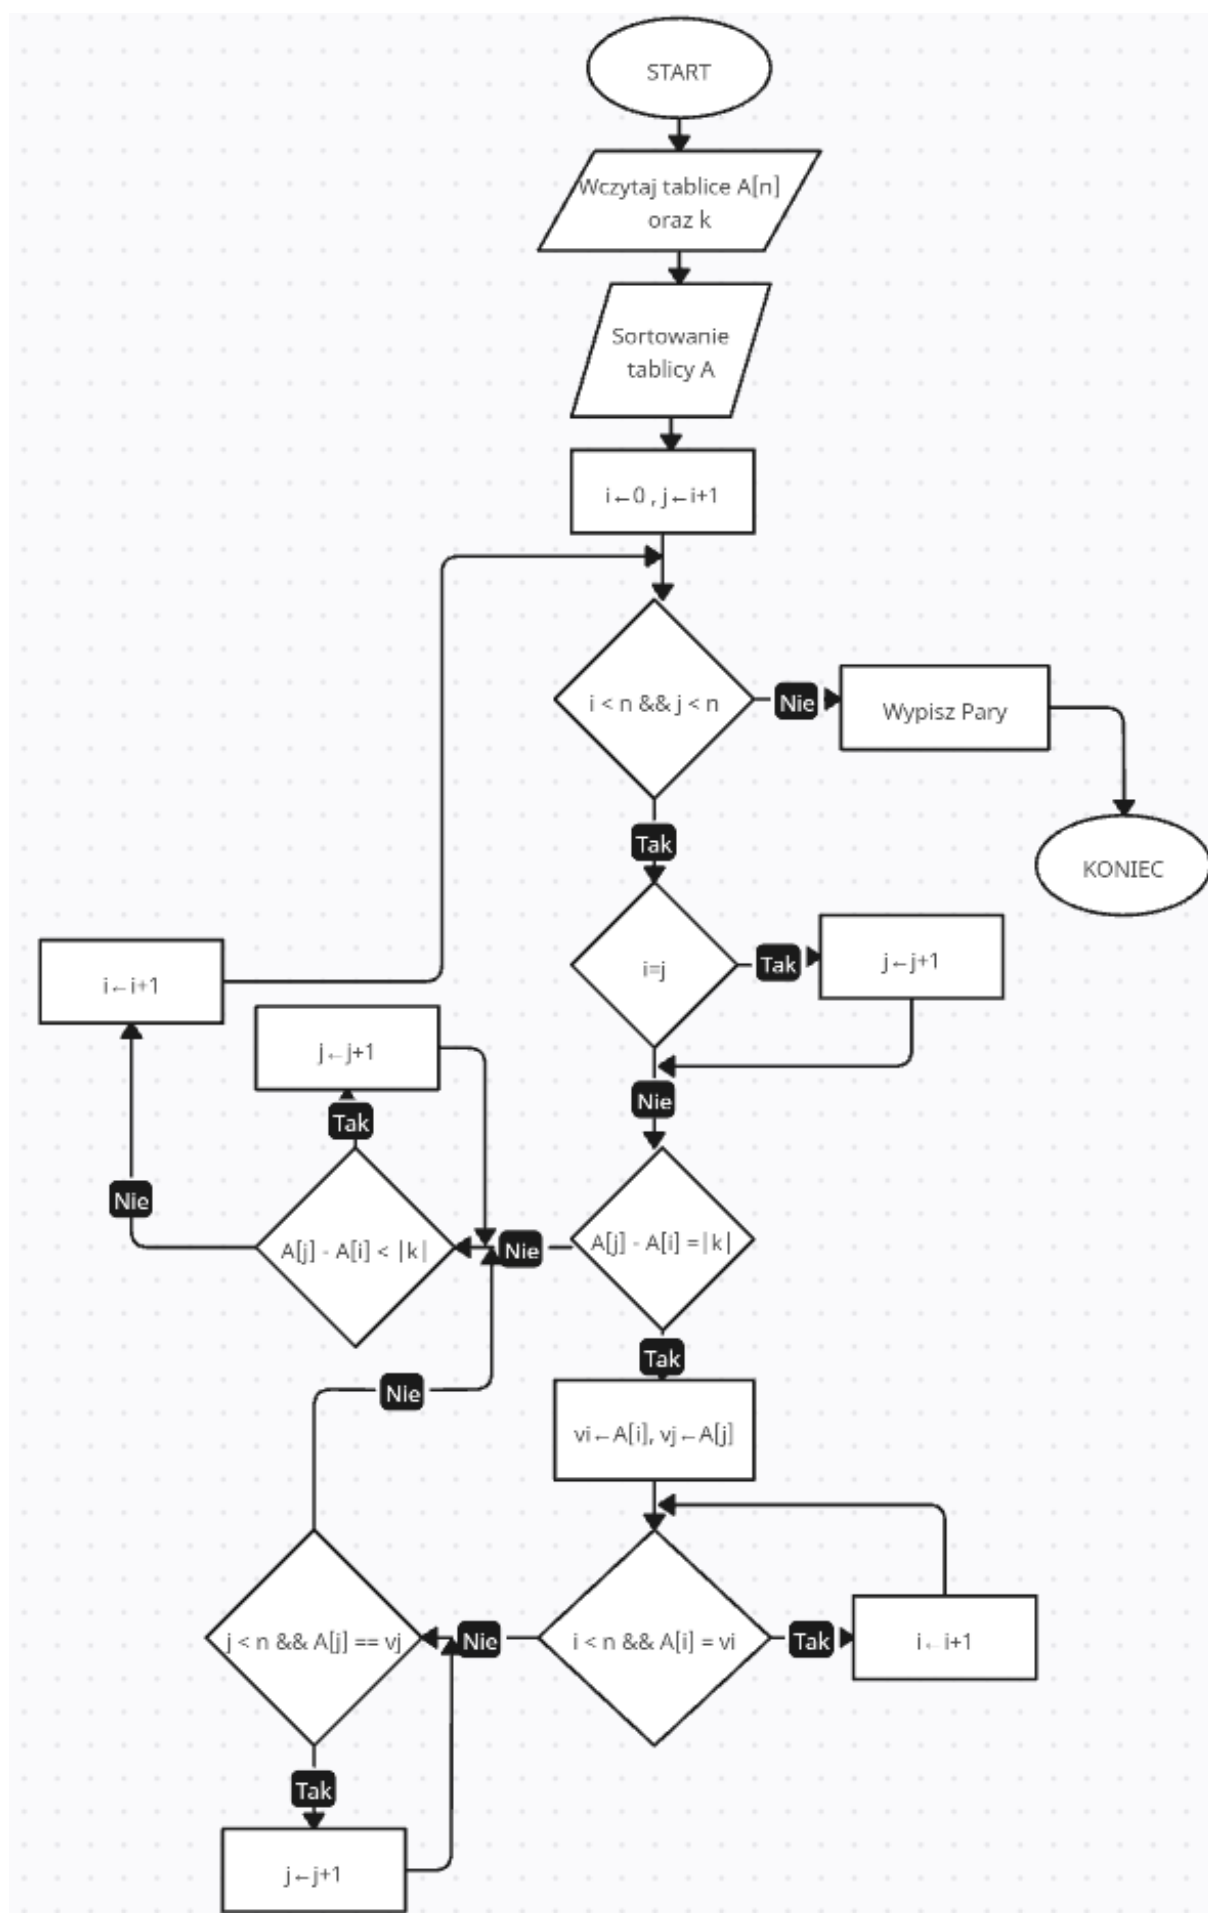 START
Wczytaj tablice A[n]
oraz k
Sortowanie
tablicy A
i←0 , j←i+1
i < n && j < n
Nie
Wypisz Pary
KONIEC
Tak
i=j
Tak
j←j+1
i←i+1
j←j+1
Nie
Tak
Nie
A[j] - A[i] < |k|
Nie
A[j] - A[i] =|k|
Tak
Nie
vi←A[i], vj←A[j]
j < n && A[j] == vj
Nie
i < n && A[i] = vi
Tak
i←i+1
Tak
j←j+1